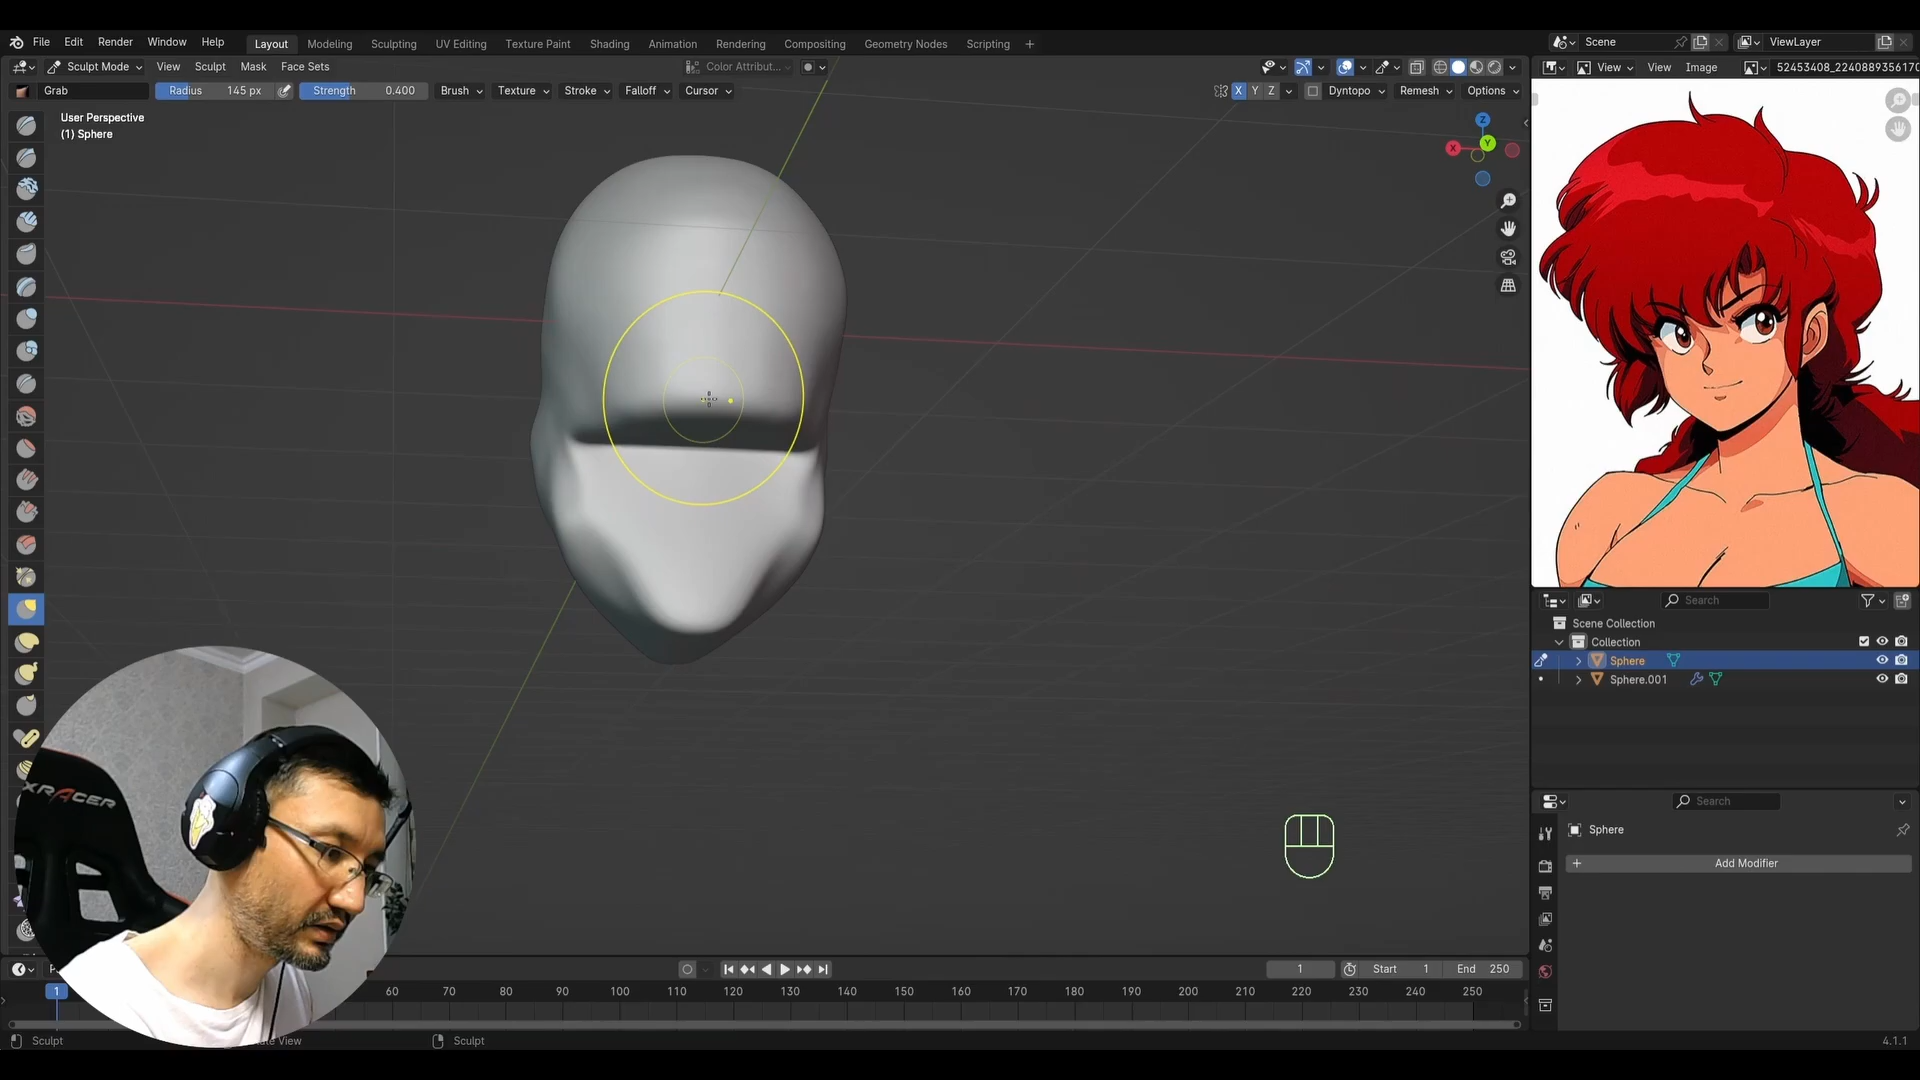 File Edit Render Window Help Layout Modeling Sculpting UV Editing Texture Paint Shading Animation Rendering Compositing Geometry Nodes Scripting + Scene ViewLayer
Sculpt Mode View Sculpt Mask Face Sets Color Attribut... View View Image 52453408_2240889356170
Grab Radius 145 px Strength 0.400 Brush Texture Stroke Falloff Cursor X Y Z Dyntopo Remesh Options
User Perspective
(1) Sphere
Z
Y
X
Search
Scene Collection
Collection
Sphere
Sphere.001
Search
Sphere
+ Add Modifier
XRACER
1 Start 1 End 250
1 60 70 80 90 100 110 120 130 140 150 160 170 180 190 200 210 220 230 240 250
Sculpt Sculpt 4.1.1